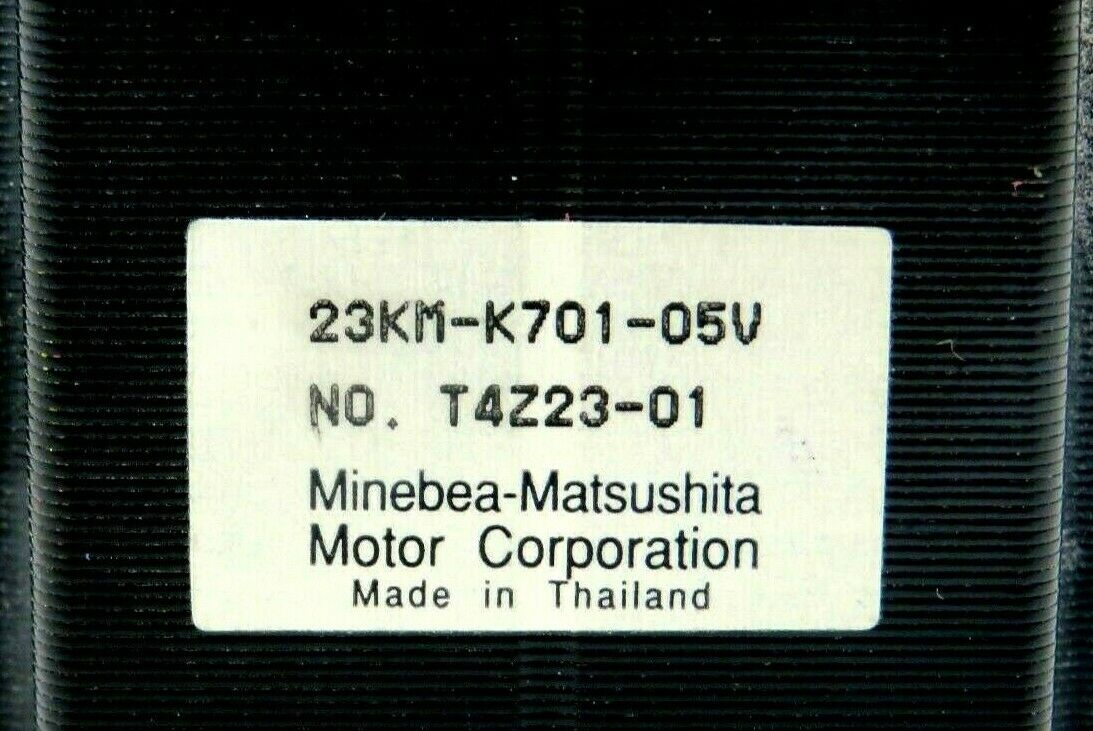 23KM-K701-05V
NO. T4Z23-01
Minebea-Matsushita
Motor Corporation
Made in Thailand